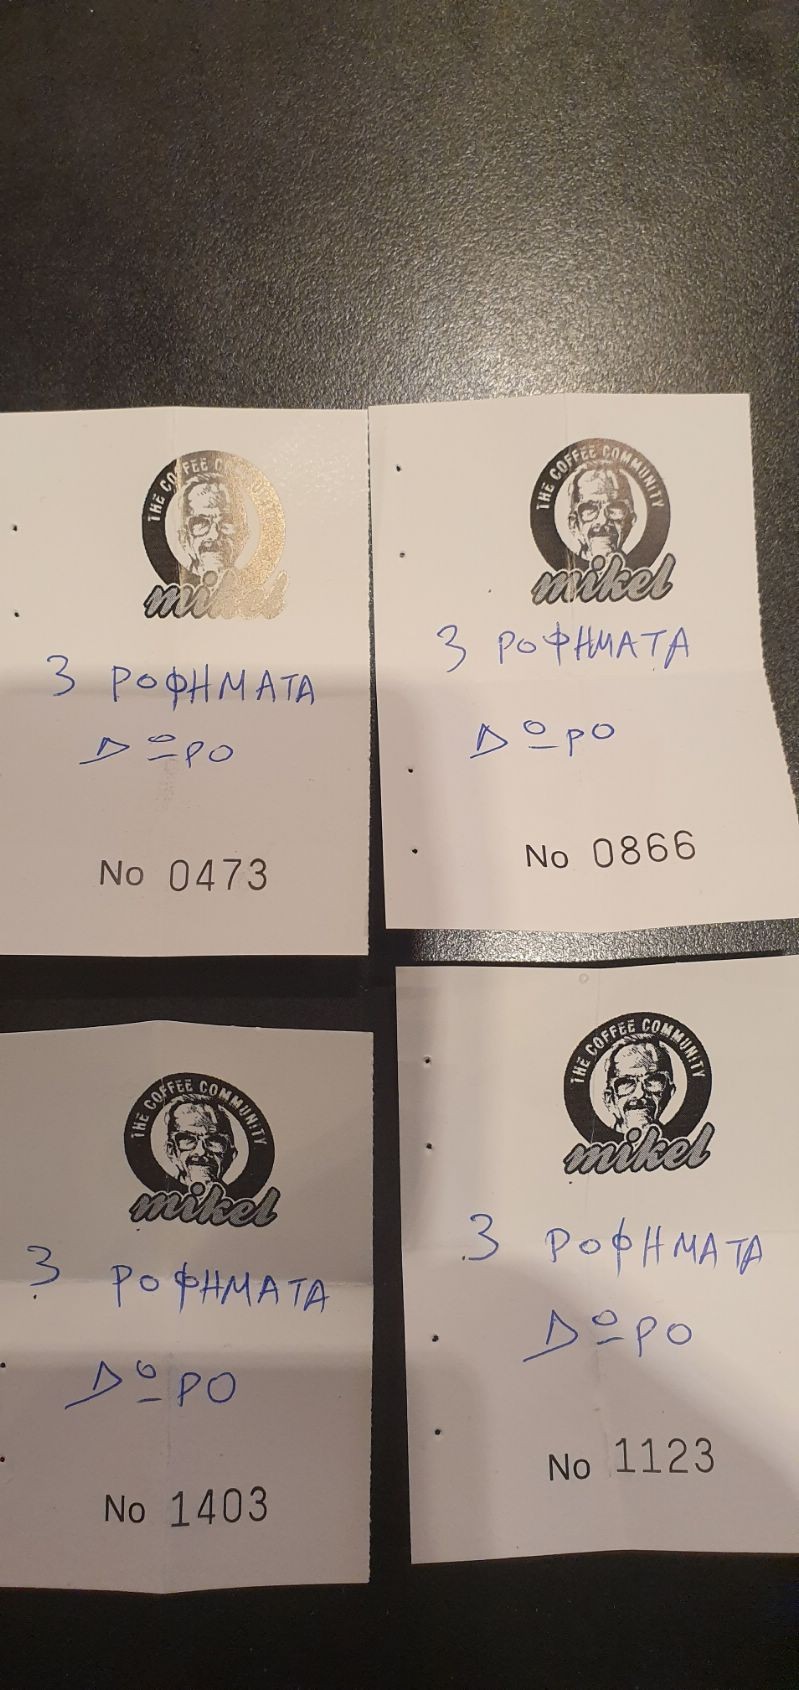 THE COFFEE COMMUNITY
mikel
3 ΡΟΦΗΜΑΤΑ
ΔΩΡΟ
No 0473
THE COFFEE COMMUNITY
mikel
3 ΡΟΦΗΜΑΤΑ
ΔΩΡΟ
No 0866
THE COFFEE COMMUNITY
mikel
3 ΡΟΦΗΜΑΤΑ
ΔΩΡΟ
No 1403
THE COFFEE COMMUNITY
mikel
3 ΡΟΦΗΜΑΤΑ
ΔΩΡΟ
No 1123